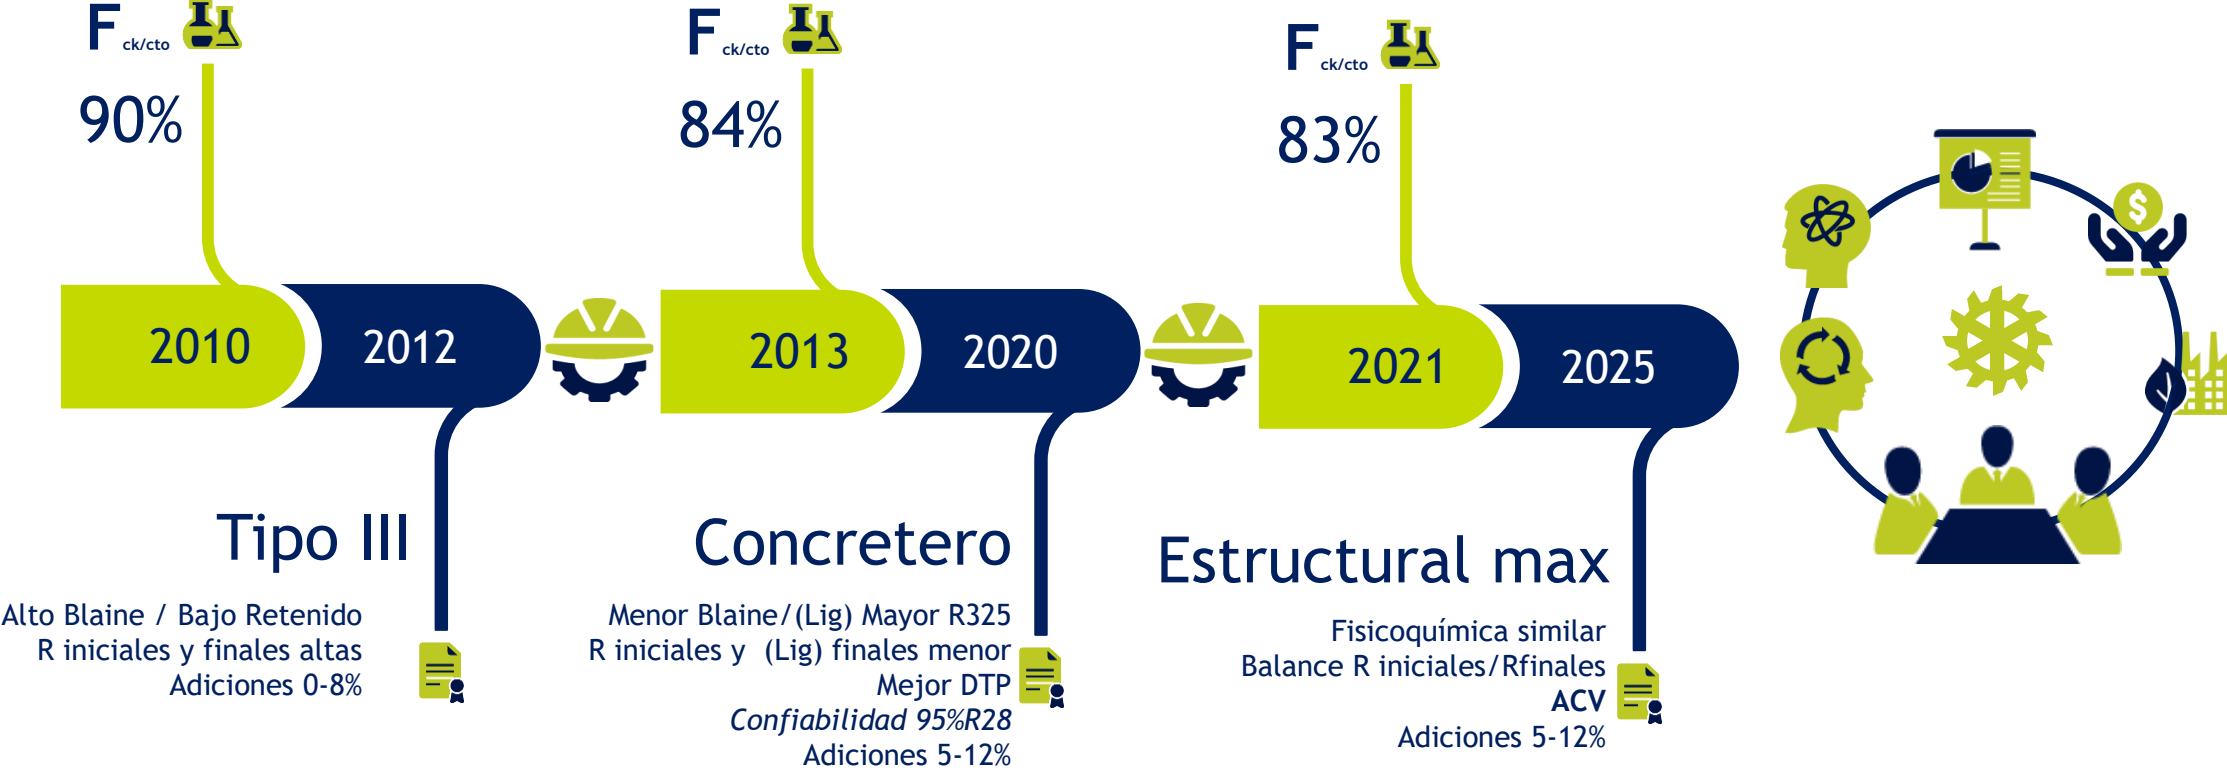 F ck/cto
90%
2010
2012
Tipo III
Alto Blaine / Bajo Retenido
R iniciales y finales altas
Adiciones 0-8%
F ck/cto
84%
2013
2020
Concretero
Menor Blaine/(Lig) Mayor R325
R iniciales y (Lig) finales menor
Mejor DTP
Confiabilidad 95%R28
Adiciones 5-12%
F ck/cto
83%
2021
2025
Estructural max
Fisicoquímica similar
Balance R iniciales/Rfinales
ACV
Adiciones 5-12%
$